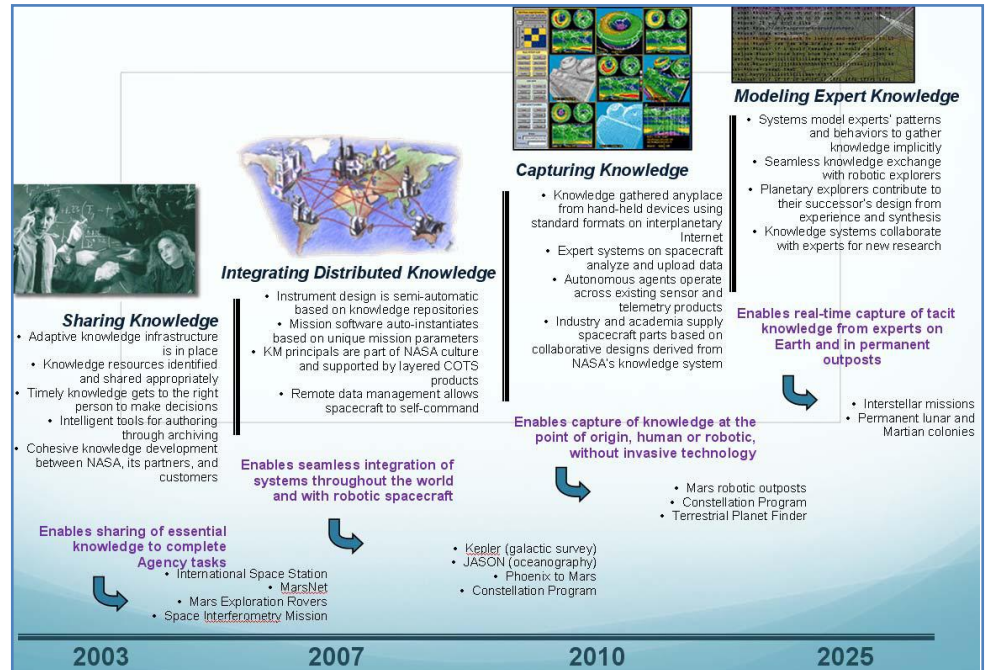 Sharing Knowledge
• Adaptive knowledge infrastructure
is in place
• Knowledge resources identified
and shared appropriately
• Timely knowledge gets to the right
person to make decisions
• Intelligent tools for authoring
through archiving
• Cohesive knowledge development
between NASA, its partners, and
customers
Enables sharing of essential
knowledge to complete
Agency tasks
• International Space Station
• MarsNet
• Mars Exploration Rovers
• Space Interferometry Mission
Integrating Distributed Knowledge
• Instrument design is semi-automatic
based on knowledge repositories
• Mission software auto-instantiates
based on unique mission parameters
• KM principals are part of NASA culture
and supported by layered COTS
products
• Remote data management allows
spacecraft to self-command
Enables seamless integration of
systems throughout the world
and with robotic spacecraft
• Kepler (galactic survey)
• JASON (oceanography)
• Phoenix to Mars
• Constellation Program
Capturing Knowledge
• Knowledge gathered anyplace
from hand-held devices using
standard formats on interplanetary
Internet
• Expert systems on spacecraft
analyze and upload data
• Autonomous agents operate
across existing sensor and
telemetry products
• Industry and academia supply
spacecraft parts based on
collaborative designs derived from
NASA's knowledge system
Enables capture of knowledge at the
point of origin, human or robotic,
without invasive technology
• Mars robotic outposts
• Constellation Program
• Terrestrial Planet Finder
Modeling Expert Knowledge
• Systems model experts' patterns
and behaviors to gather
knowledge implicitly
• Seamless knowledge exchange
with robotic explorers
• Planetary explorers contribute to
their successor's design from
experience and synthesis
• Knowledge systems collaborate
with experts for new research
Enables real-time capture of tacit
knowledge from experts on
Earth and in permanent
outposts
• Interstellar missions
• Permanent lunar and
Martian colonies
2003
2007
2010
2025